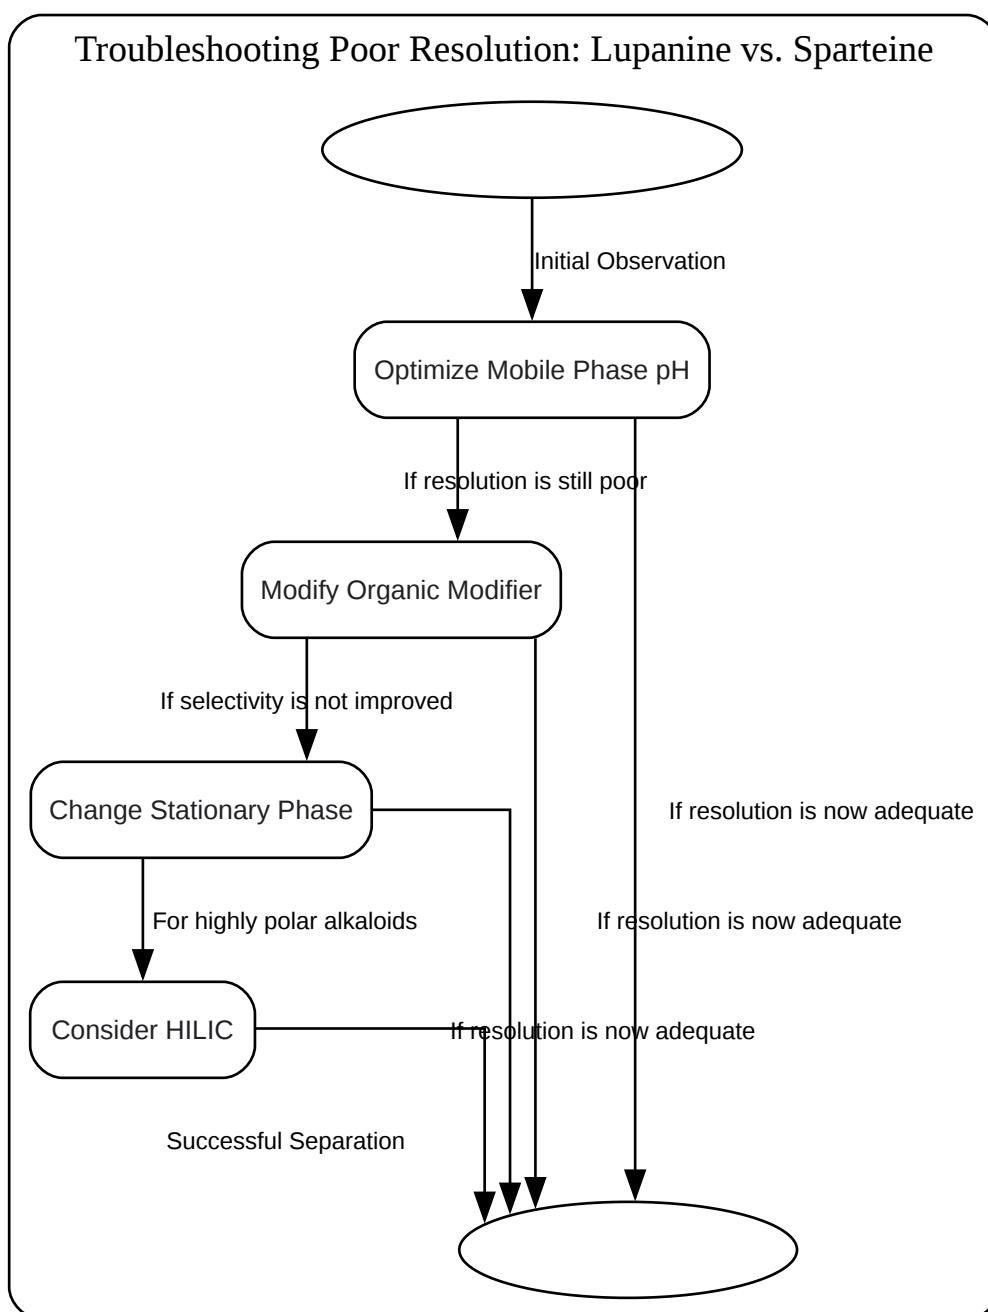 Troubleshooting Poor Resolution: Lupanine vs. Sparteine
Initial Observation
Optimize Mobile Phase pH
If resolution is still poor
Modify Organic Modifier
If selectivity is not improved
Change Stationary Phase
If resolution is now adequate
For highly polar alkaloids
If resolution is now adequate
Consider HILIC
If resolution is now adequate
Successful Separation